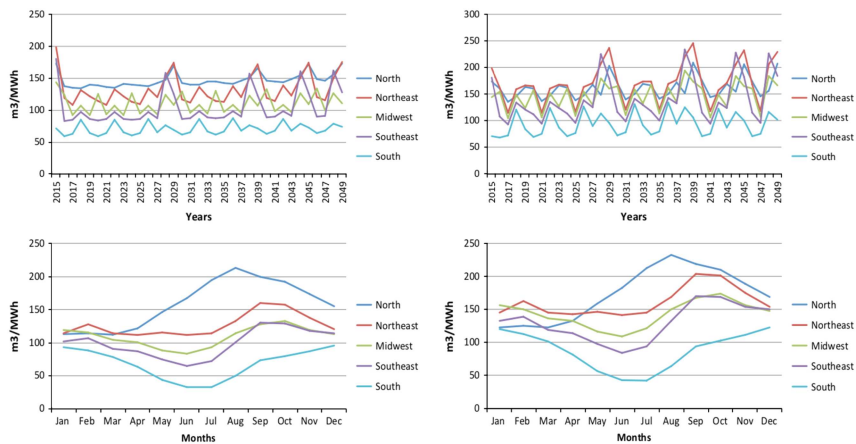 250
200
150
100
50
0
m3/MWh
2015 2017 2019 2021 2023 2025 2027 2029 2031 2033 2035 2037 2039 2041 2043 2045 2047 2049
Years
North
Northeast
Midwest
Southeast
South
300
250
200
150
100
50
0
m3/MWh
2015 2017 2019 2021 2023 2025 2027 2029 2031 2033 2035 2037 2039 2041 2043 2045 2047 2049
Years
North
Northeast
Midwest
Southeast
South
250
200
150
100
50
0
m3/MWh
Jan Feb Mar Apr May Jun Jul Aug Sep Oct Nov Dec
Months
North
Northeast
Midwest
Southeast
South
250
200
150
100
50
0
m3/MWh
Jan Feb Mar Apr May Jun Jul Aug Sep Oct Nov Dec
Months
North
Northeast
Midwest
Southeast
South